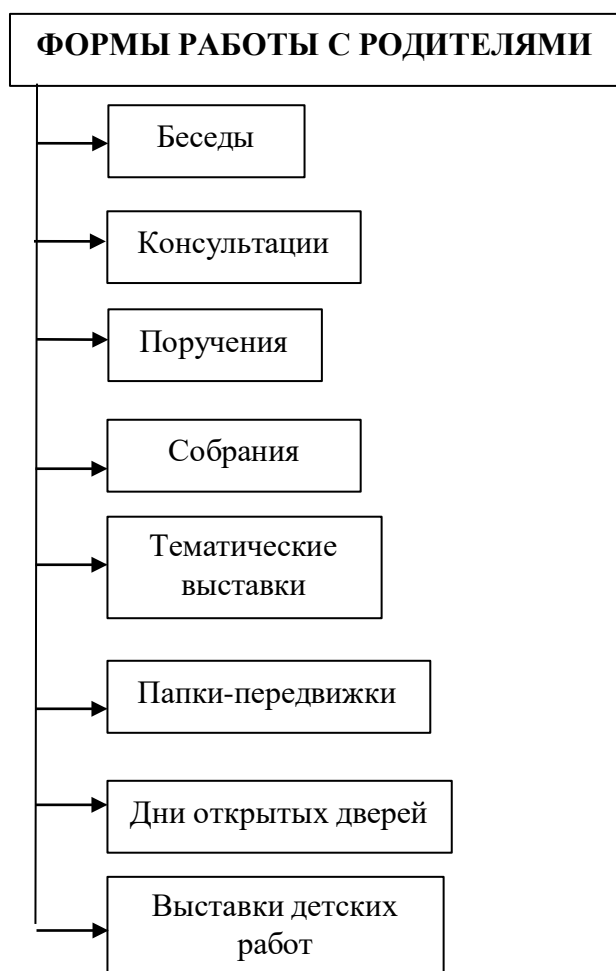 ФОРМЫ РАБОТЫ С РОДИТЕЛЯМИ
Беседы
Консультации
Поручения
Собрания
Тематические
выставки
Папки-передвижки
Дни открытых дверей
Выставки детских
работ